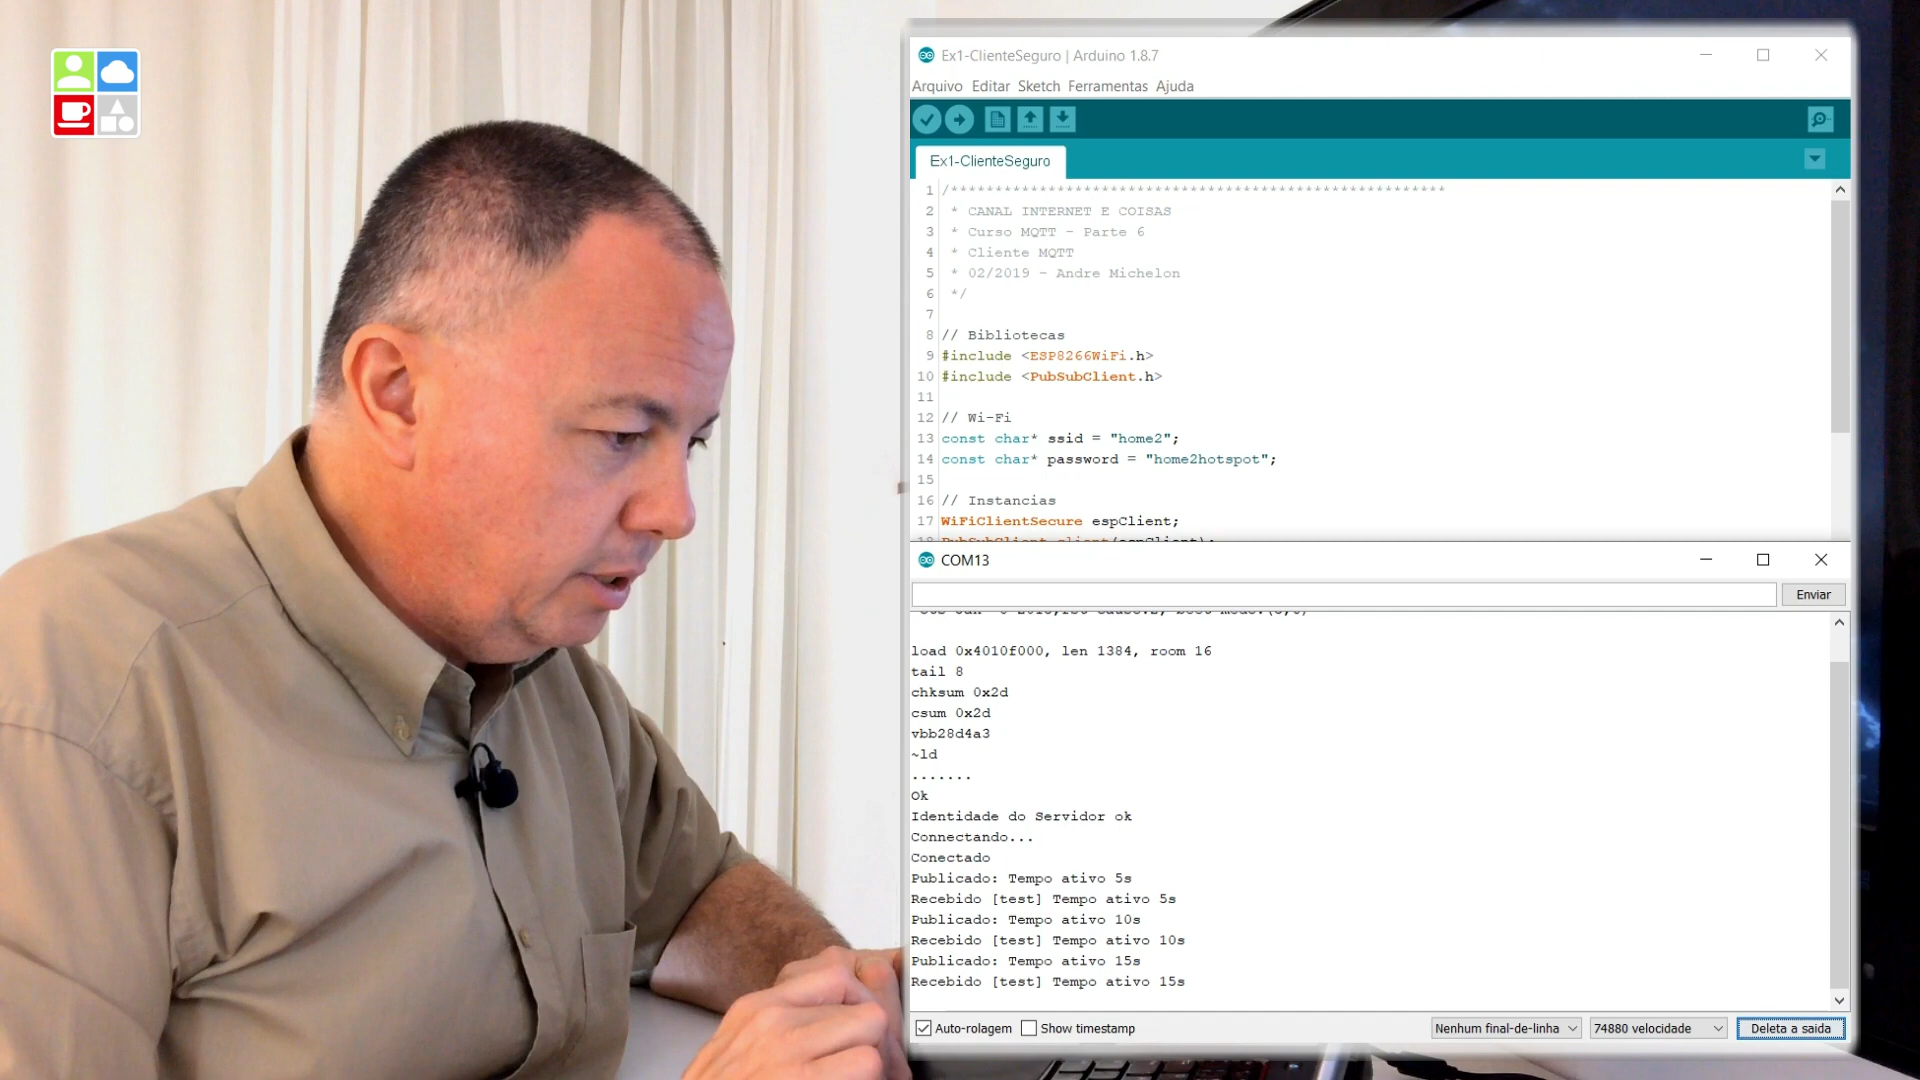 Ex1-ClienteSeguro | Arduino 1.8.7
Arquivo Editar Sketch Ferramentas Ajuda
Ex1-ClienteSeguro
1 /********************************************************
2 * CANAL INTERNET E COISAS
3 * Curso MQTT - Parte 6
4 * Cliente MQTT
5 * 02/2019 - Andre Michelon
6 */
7
8 // Bibliotecas
9 #include <ESP8266WiFi.h>
10 #include <PubSubClient.h>
11
12 // Wi-Fi
13 const char* ssid = "home2";
14 const char* password = "home2hotspot";
15
16 // Instancias
17 WiFiClientSecure espClient;
18 PubSubClient client(espClient);
COM13
Enviar
load 0x4010f000, len 1384, room 16
tail 8
chksum 0x2d
csum 0x2d
vbb28d4a3
~ld
.......
Ok
Identidade do Servidor ok
Connectando...
Conectado
Publicado: Tempo ativo 5s
Recebido [test] Tempo ativo 5s
Publicado: Tempo ativo 10s
Recebido [test] Tempo ativo 10s
Publicado: Tempo ativo 15s
Recebido [test] Tempo ativo 15s
Auto-rolagem Show timestamp Nenhum final-de-linha 74880 velocidade Deleta a saida